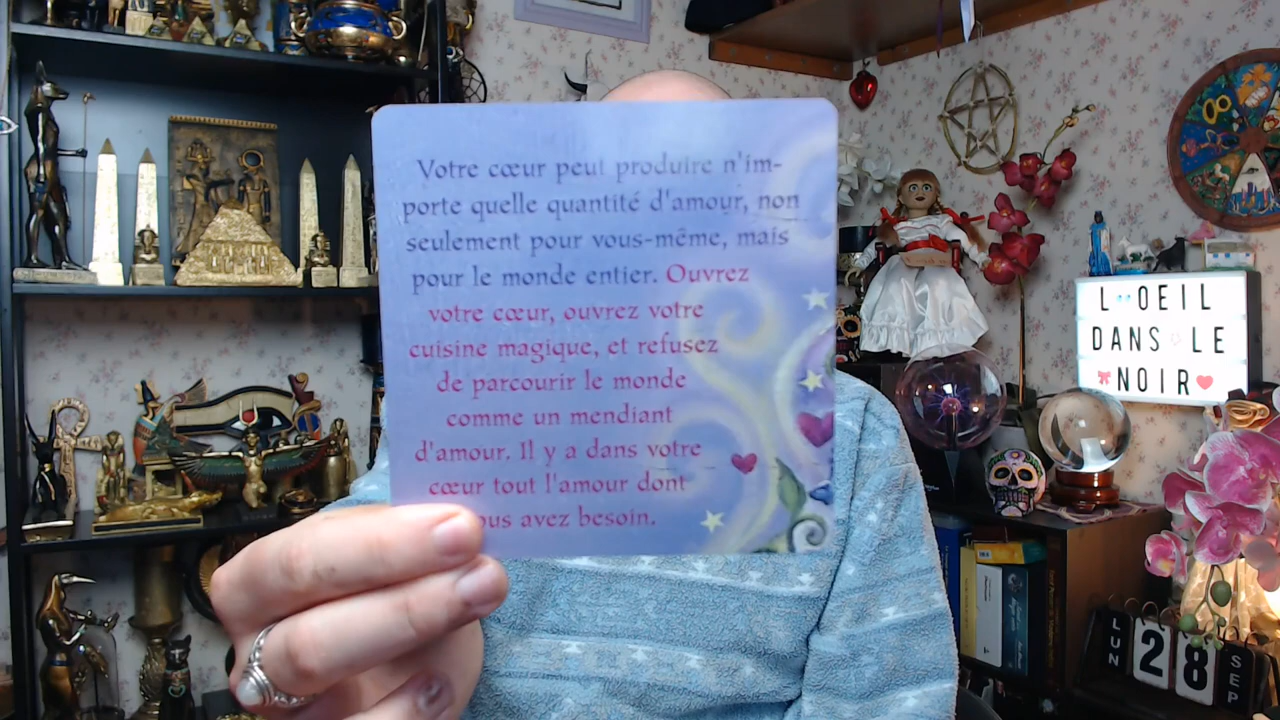 Votre cœur peut produire n'im-
porte quelle quantité d'amour, non
seulement pour vous-même, mais
pour le monde entier. Ouvrez
votre cœur, ouvrez votre
cuisine magique, et refusez
de parcourir le monde
comme un mendiant
d'amour. Il y a dans votre
cœur tout l'amour dont
ous avez besoin.
L OEIL
DANS LE
NOIR
LUN 28 SEP